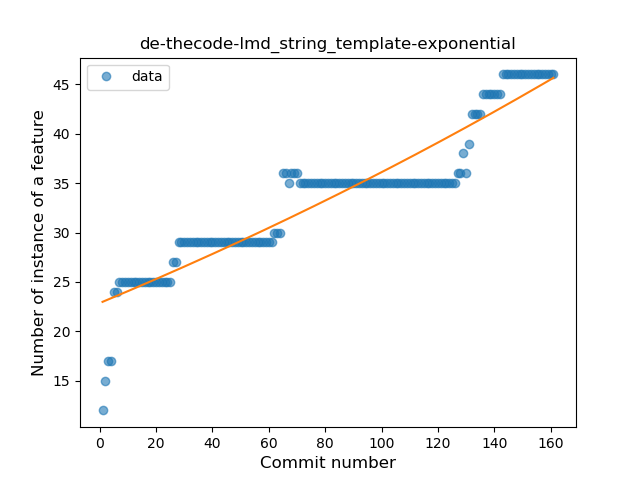 de-thecode-lmd_string_template-exponential
data
Number of instance of a feature
45
40
35
30
25
20
15
0 20 40 60 80 100 120 140 160
Commit number